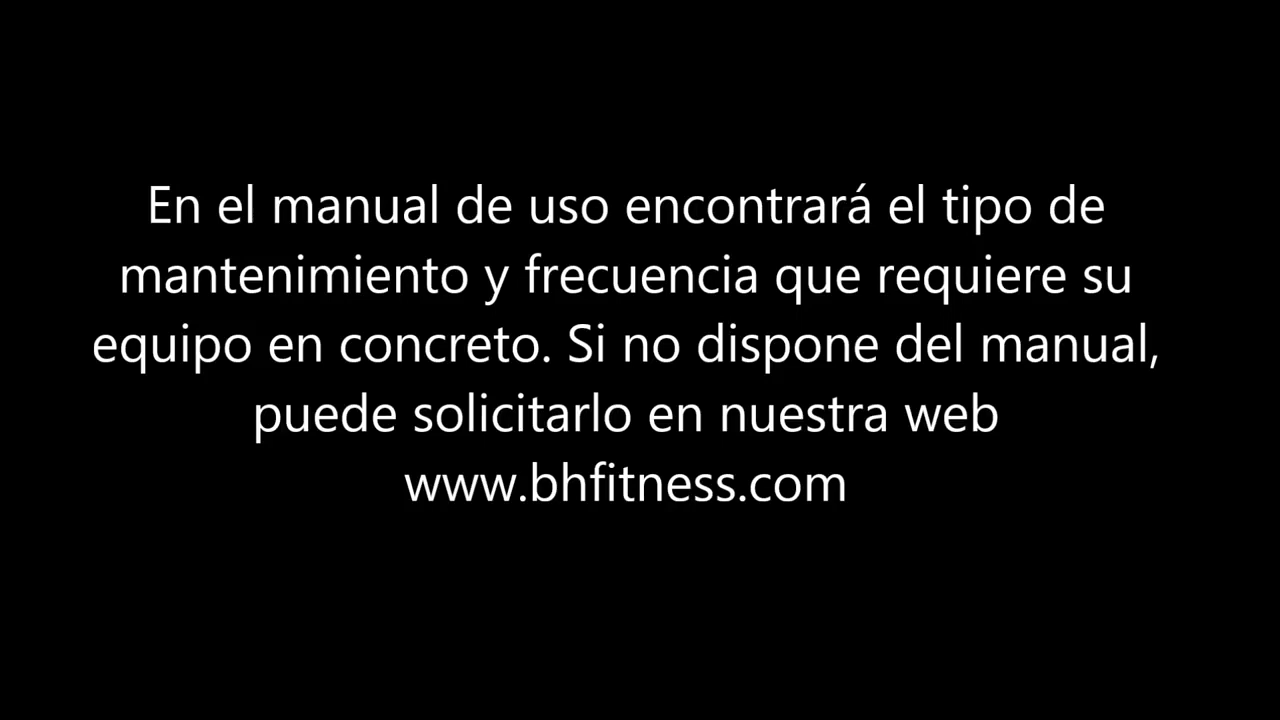 En el manual de uso encontrará el tipo de
mantenimiento y frecuencia que requiere su
equipo en concreto. Si no dispone del manual,
puede solicitarlo en nuestra web
www.bhfitness.com